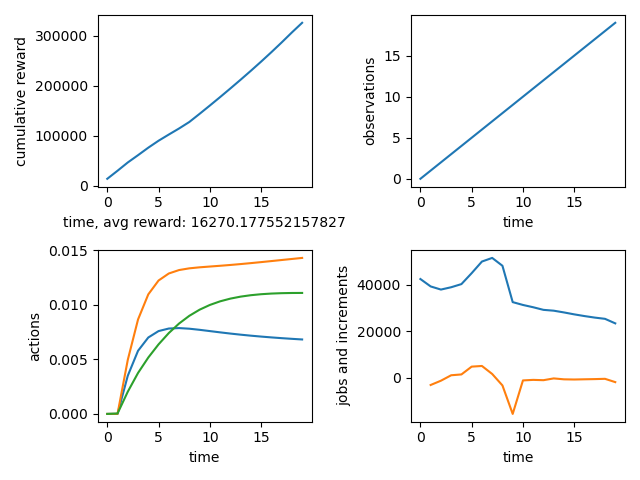 cumulative reward
300000
200000
100000
0
0 5 10 15
time, avg reward: 16270.177552157827
observations
15
10
5
0
0 5 10 15
time
actions
0.015
0.010
0.005
0.000
0 5 10 15
time
jobs and increments
40000
20000
0
0 5 10 15
time